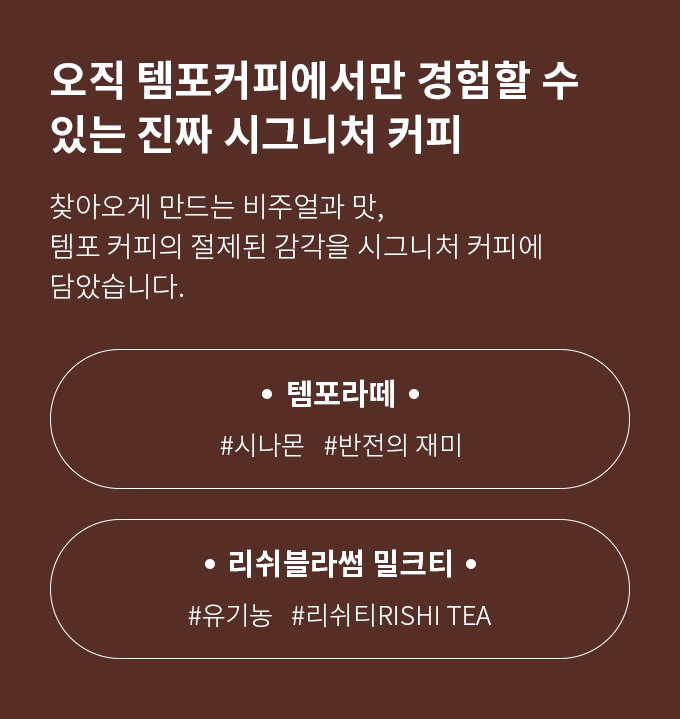 오직 템포커피에서만 경험할 수
있는 진짜 시그니처 커피
찾아오게 만드는 비주얼과 맛,
템포 커피의 절제된 감각을 시그니처 커피에
담았습니다.
• 템포라떼 •
#시나몬 #반전의 재미
• 리쉬블라썸 밀크티 •
#유기농 #리쉬티RISHI TEA